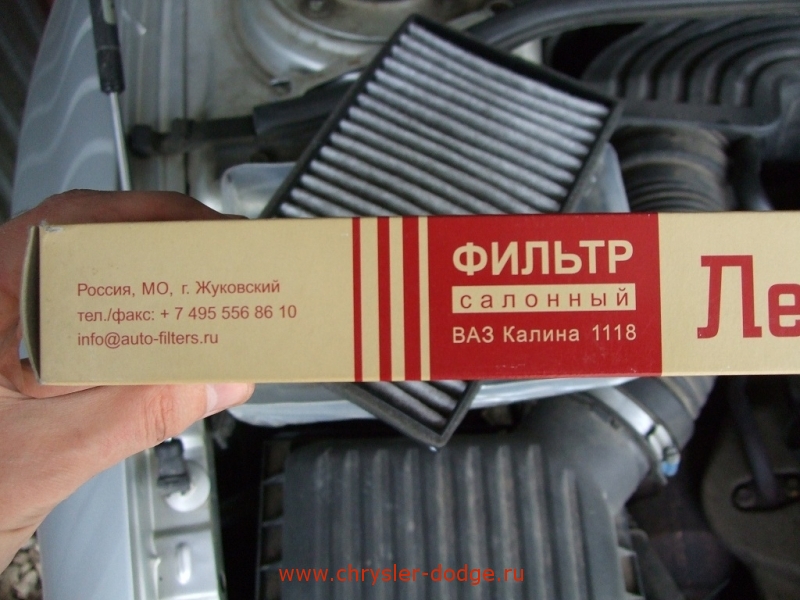 Россия, МО, г. Жуковский
тел./факс: + 7 495 556 86 10
info@auto-filters.ru
ФИЛЬТР
салонный
ВАЗ Калина 1118
Ле
www.chrysler-dodge.ru